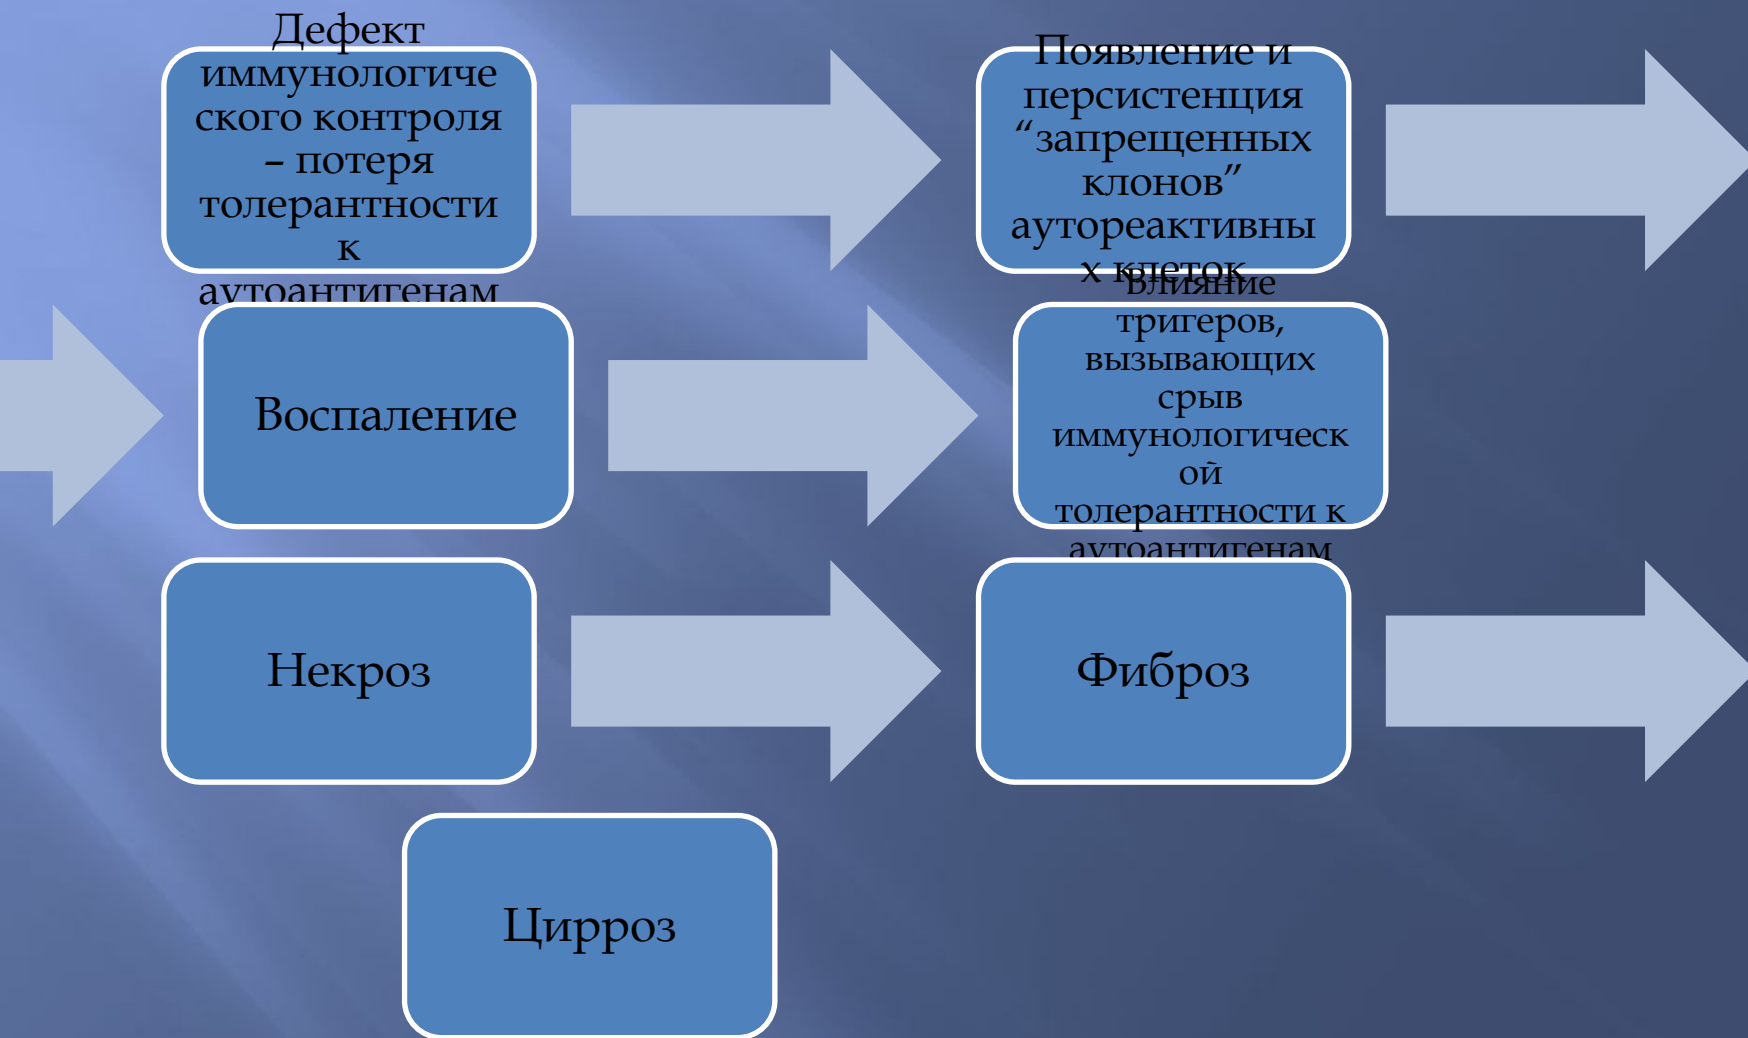 Дефект
иммунологиче
ского контроля
– потеря
толерантности
к
аутоантигенам
Появление и
персистенция
“запрещенных
клонов”
аутореактивны
х клеток
Воспаление
Влияние
тригеров,
вызывающих
срыв
иммунологическ
ой
толерантности к
аутоантигенам
Некроз
Фиброз
Цирроз